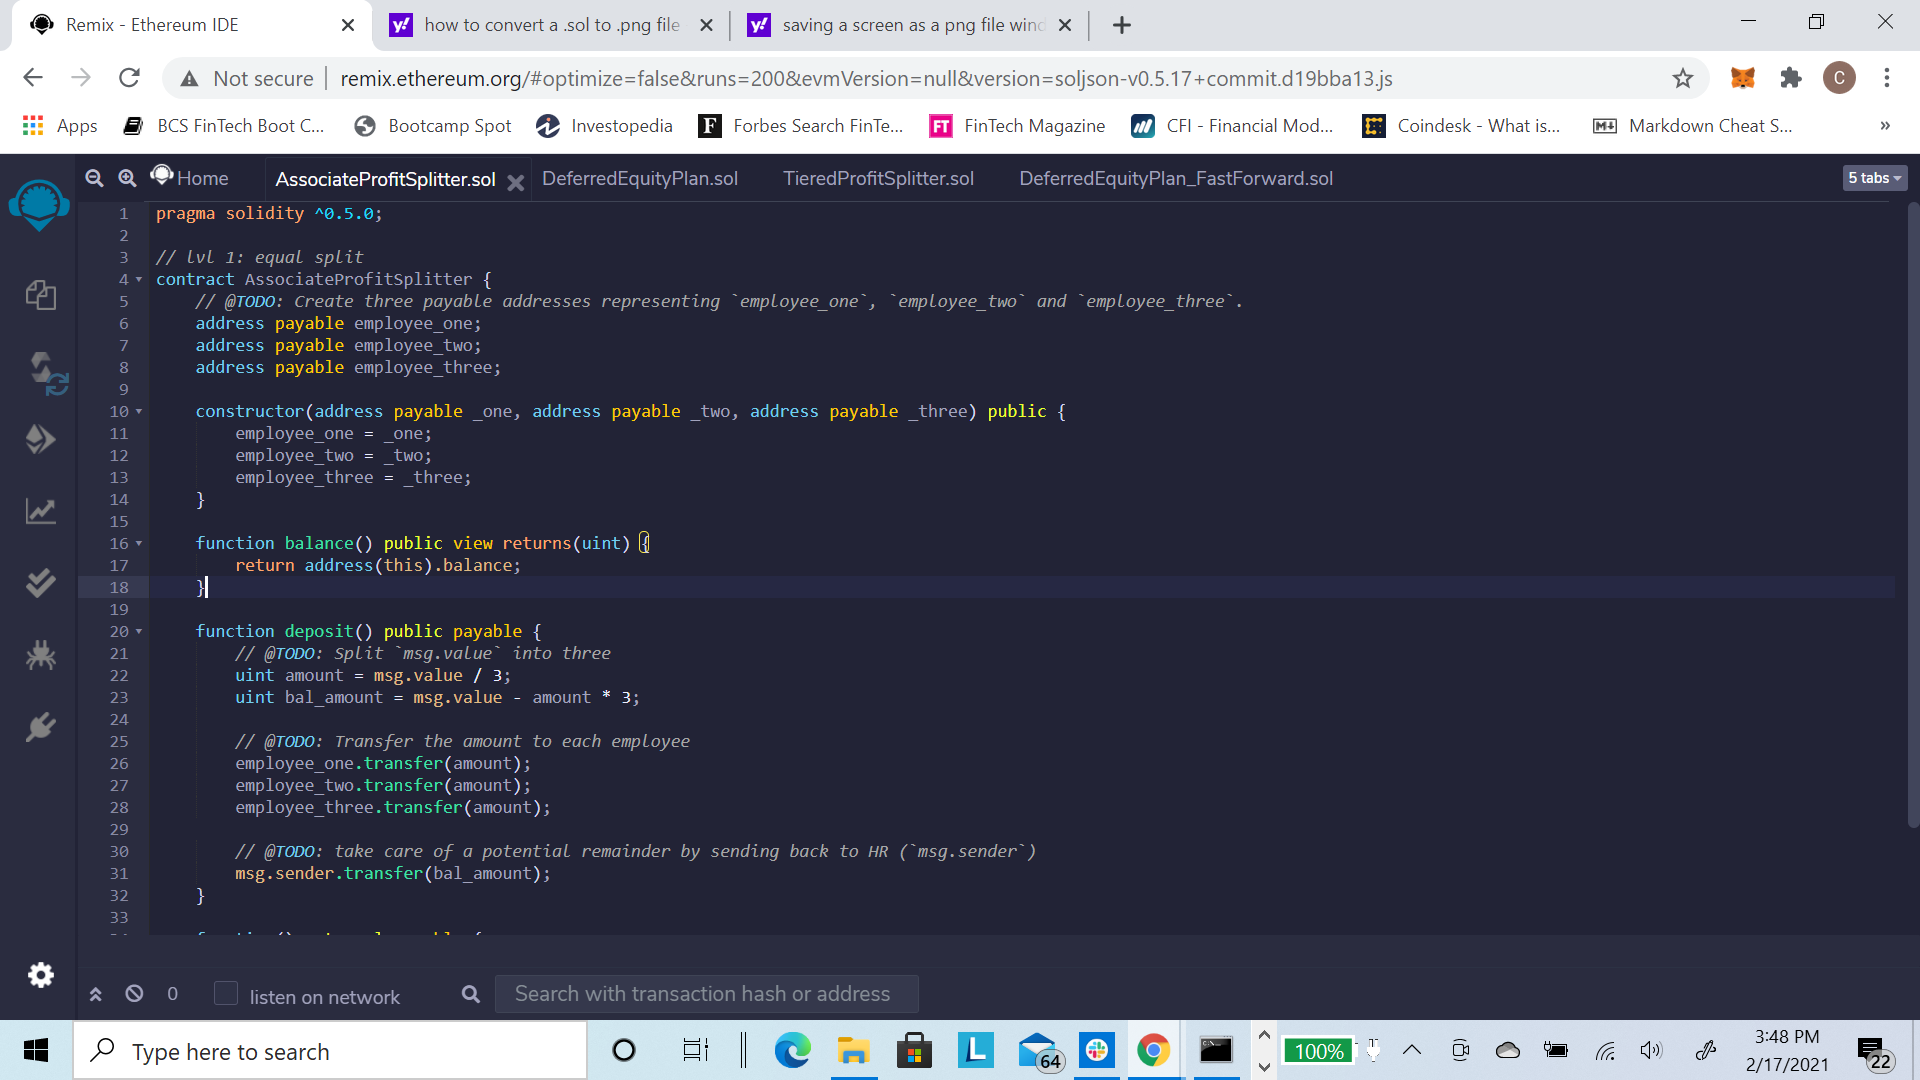 Remix - Ethereum IDE
how to convert a .sol to .png file
saving a screen as a png file wind
Not secure
remix.ethereum.org/#optimize=false&runs=200&evmVersion=null&version=soljson-v0.5.17+commit.d19bba13.js
C
Apps
BCS FinTech Boot C...
Bootcamp Spot
Investopedia
F
Forbes Search FinTe...
FT
FinTech Magazine
CFI - Financial Mod...
Coindesk - What is...
Markdown Cheat S...
»
Home
AssociateProfitSplitter.sol
DeferredEquityPlan.sol
TieredProfitSplitter.sol
DeferredEquityPlan_FastForward.sol
5 tabs
1 pragma solidity ^0.5.0;
2
3 // lvl 1: equal split
4 contract AssociateProfitSplitter {
5 // @TODO: Create three payable addresses representing `employee_one`, `employee_two` and `employee_three`.
6 address payable employee_one;
7 address payable employee_two;
8 address payable employee_three;
9
10 constructor(address payable _one, address payable _two, address payable _three) public {
11 employee_one = _one;
12 employee_two = _two;
13 employee_three = _three;
14 }
15
16 function balance() public view returns(uint) {
17 return address(this).balance;
18 }
19
20 function deposit() public payable {
21 // @TODO: Split `msg.value` into three
22 uint amount = msg.value / 3;
23 uint bal_amount = msg.value - amount * 3;
24
25 // @TODO: Transfer the amount to each employee
26 employee_one.transfer(amount);
27 employee_two.transfer(amount);
28 employee_three.transfer(amount);
29
30 // @TODO: take care of a potential remainder by sending back to HR (`msg.sender`)
31 msg.sender.transfer(bal_amount);
32 }
33
0
listen on network
Search with transaction hash or address
Type here to search
L
64
100%
3:48 PM
2/17/2021
22